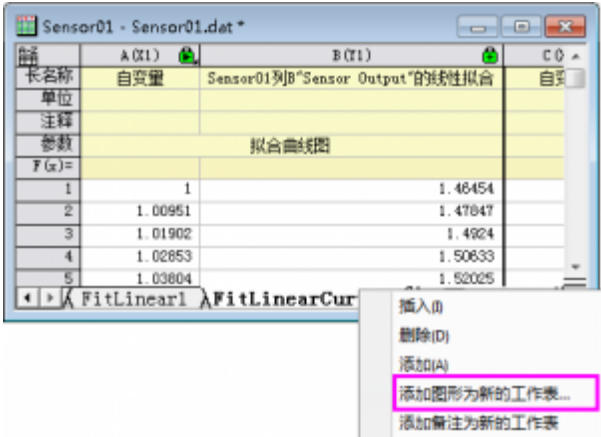 Sensor01 - Sensor01.dat *
A(X1) B(Y1) C(X
长名称 自变量 Sensor01列B"Sensor Output"的线性拟合 自变
单位
注释
参数 拟合曲线图
F(x)=
1 1 1.46454
2 1.00951 1.47847
3 1.01902 1.4924
4 1.02853 1.50633
5 1.03804 1.52025
FitLinear1 FitLinearCur
插入(I)
删除(D)
添加(A)
添加图形为新的工作表...
添加备注为新的工作表